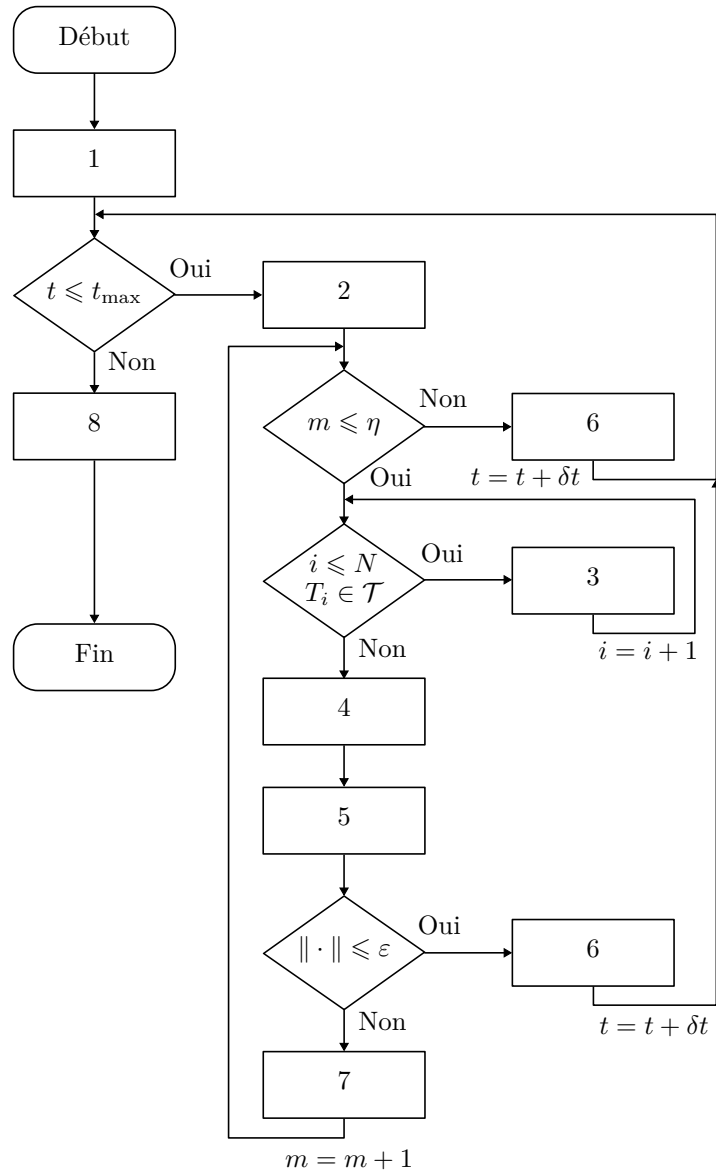 Début
1
t ⩽ t_max
Oui
2
Non
8
m ⩽ η
Non
6
t = t + δt
Oui
i ⩽ N
T_i ∈ 𝒯
Oui
3
i = i + 1
Non
Fin
4
5
‖ · ‖ ⩽ ε
Oui
6
t = t + δt
Non
7
m = m + 1